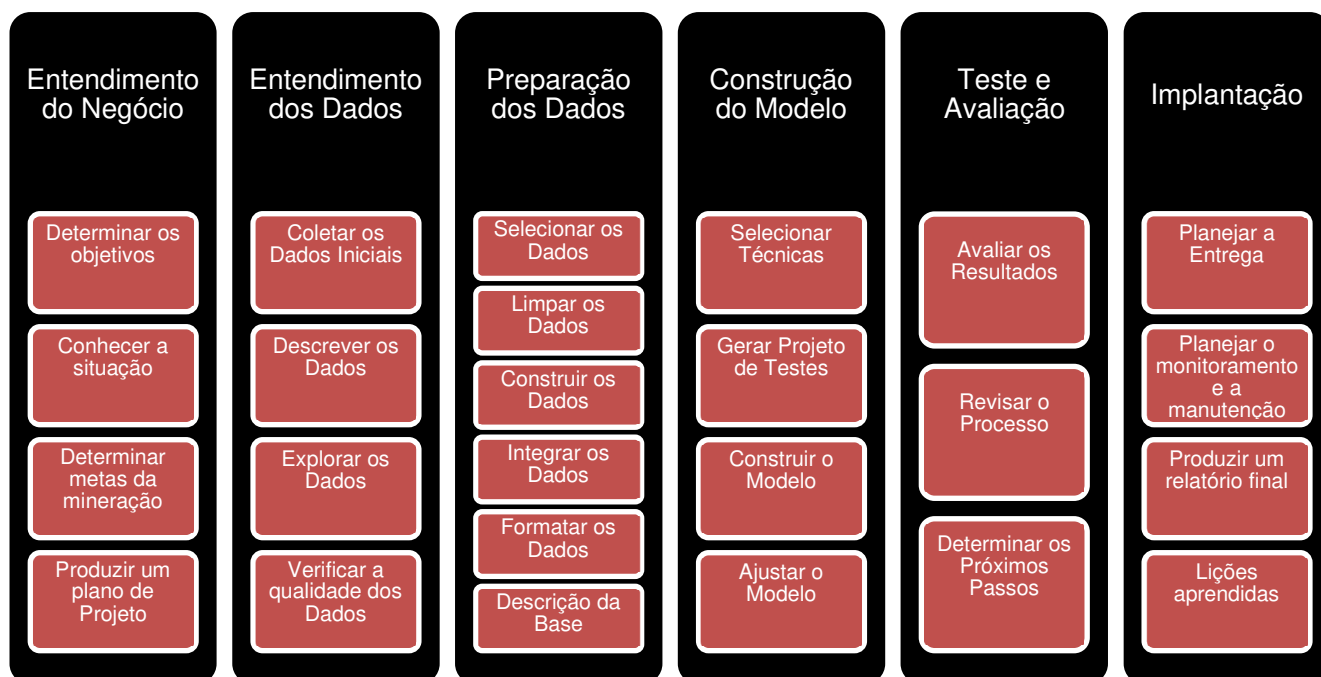 Entendimento
do Negócio
Determinar os
objetivos
Conhecer a
situação
Determinar
metas da
mineração
Produzir um
plano de
Projeto
Entendimento
dos Dados
Coletar os
Dados Iniciais
Descrever os
Dados
Explorar os
Dados
Verificar a
qualidade dos
Dados
Preparação
dos Dados
Selecionar os
Dados
Limpar os
Dados
Construir os
Dados
Integrar os
Dados
Formatar os
Dados
Descrição da
Base
Construção
do Modelo
Selecionar
Técnicas
Gerar Projeto
de Testes
Construir o
Modelo
Ajustar o
Modelo
Teste e
Avaliação
Avaliar os
Resultados
Revisar o
Processo
Determinar os
Próximos
Passos
Implantação
Planejar a
Entrega
Planejar o
monitoramento
e a
manutenção
Produzir um
relatório final
Lições
aprendidas